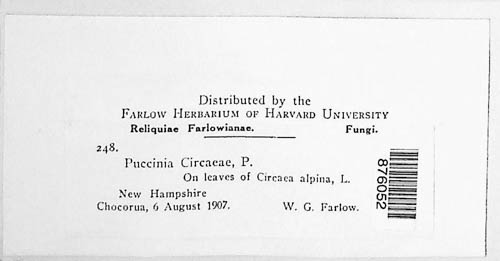 Distributed by the
Farlow Herbarium of Harvard University
Reliquiae Farlowianae. Fungi.
248.
Puccinia Circaeae, P.
On leaves of Circaea alpina, L.
New Hampshire
Chocorua, 6 August 1907. W. G. Farlow.
876052